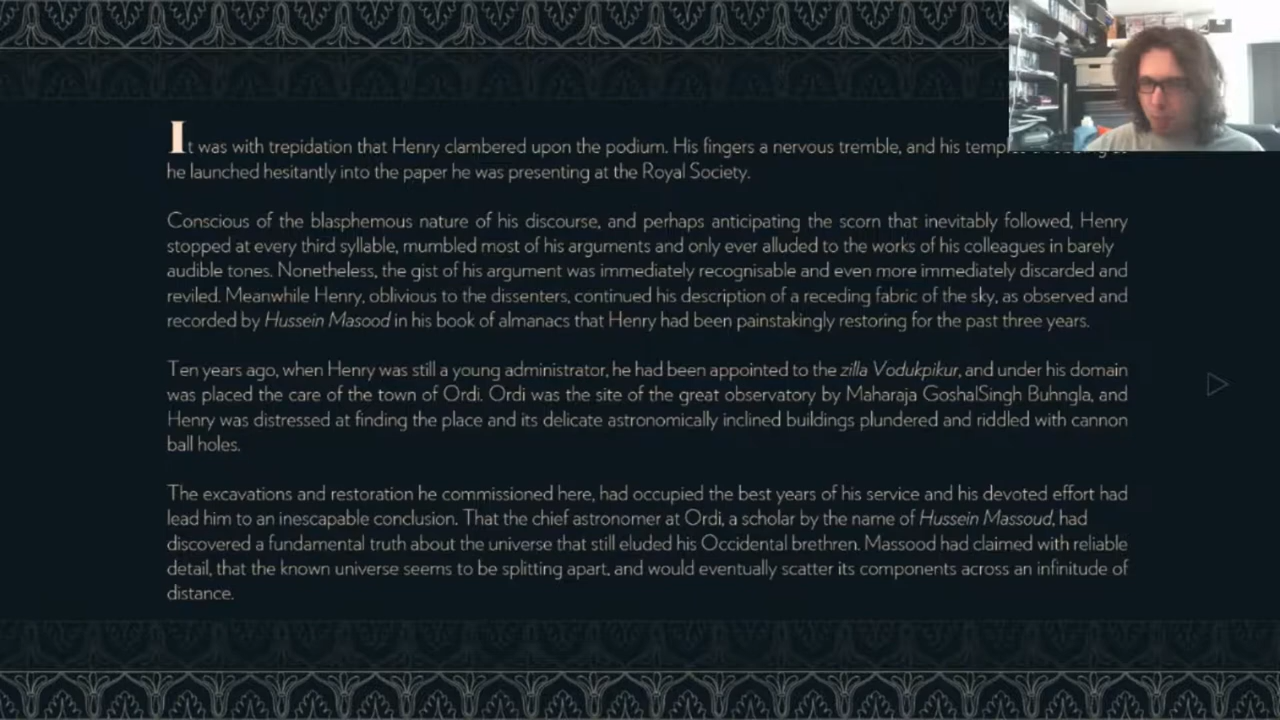 It was with trepidation that Henry clambered upon the podium. His fingers a nervous tremble, and his
he launched hesitantly into the paper he was presenting at the Royal Society.
Conscious of the blasphemous nature of his discourse, and perhaps anticipating the scorn that inevitably followed, Henry
stopped at every third syllable, mumbled most of his arguments and only ever alluded to the works of his colleagues in barely
audible tones. Nonetheless, the gist of his argument was immediately recognisable and even more immediately discarded and
reviled. Meanwhile Henry, oblivious to the dissenters, continued his description of a receding fabric of the sky, as observed and
recorded by Hussein Masood in his book of almanacs that Henry had been painstakingly restoring for the past three years.
Ten years ago, when Henry was still a young administrator, he had been appointed to the zilla Vodukpikur, and under his domain
was placed the care of the town of Ordi. Ordi was the site of the great observatory by Maharaja GoshalSingh Buhngla, and
Henry was distressed at finding the place and its delicate astronomically inclined buildings plundered and riddled with cannon
ball holes.
The excavations and restoration he commissioned here, had occupied the best years of his service and his devoted effort had
lead him to an inescapable conclusion. That the chief astronomer at Ordi, a scholar by the name of Hussein Massoud, had
discovered a fundamental truth about the universe that still eluded his Occidental brethren. Massood had claimed with reliable
detail, that the known universe seems to be splitting apart, and would eventually scatter its components across an infinitude of
distance.